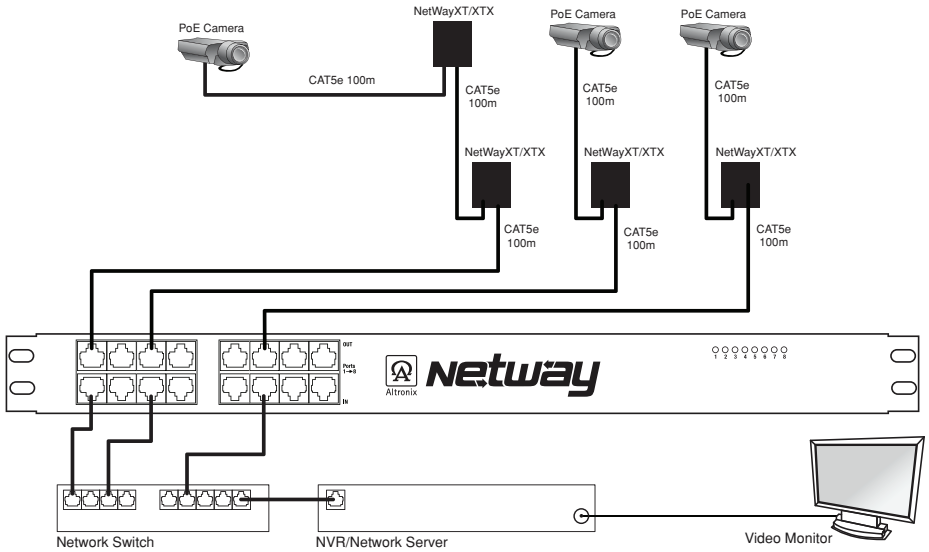 NetWayXT/XTX
PoE Camera
PoE Camera
PoE Camera
CAT5e 100m
CAT5e
100m
CAT5e
100m
CAT5e
100m
NetWayXT/XTX
NetWayXT/XTX
NetWayXT/XTX
CAT5e
100m
CAT5e
100m
CAT5e
100m
OUT
Ports
1→8
IN
Altronix
Netway
1 2 3 4 5 6 7 8
Network Switch
NVR/Network Server
Video Monitor